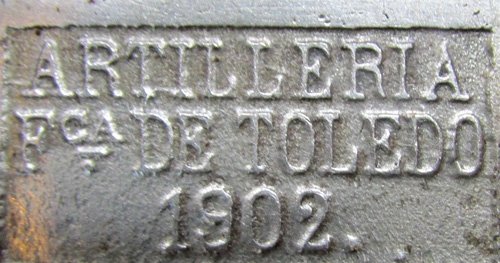 ARTILLERIA
FCA DE TOLEDO
1902.